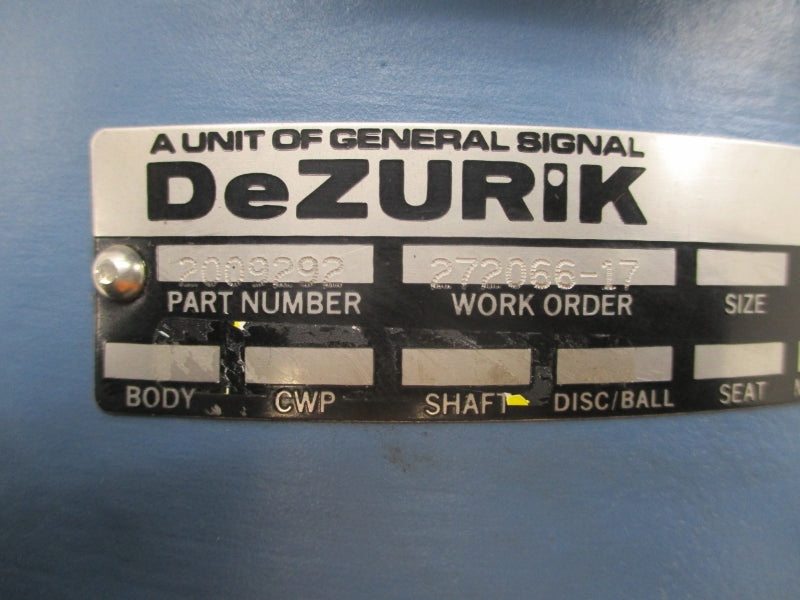 A UNIT OF GENERAL SIGNAL
DeZURiK
2009292 272066-17
PART NUMBER WORK ORDER SIZE
BODY CWP SHAFT DISC/BALL SEAT